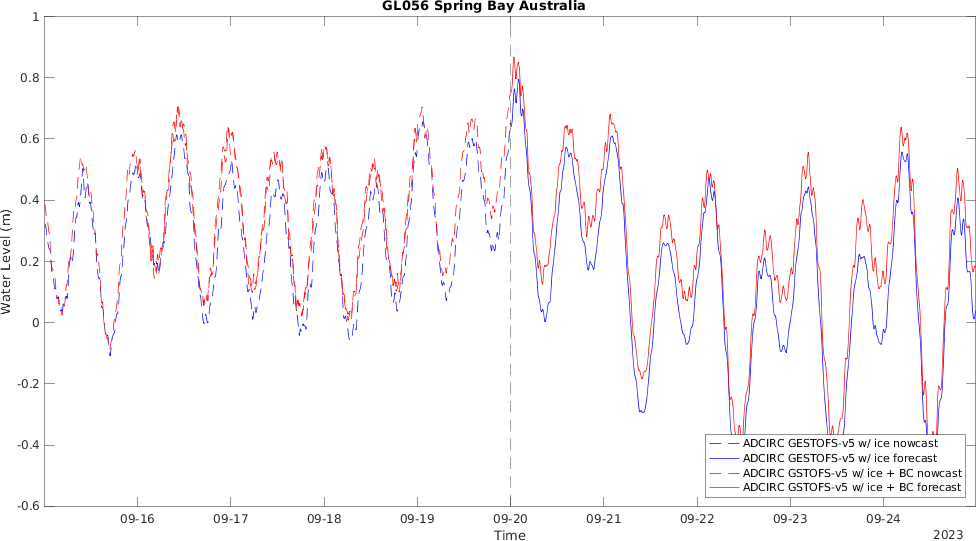 GL056 Spring Bay Australia
Water Level (m)
1
0.8
0.6
0.4
0.2
0
-0.2
-0.4
-0.6
ADCIRC GESTOFS-v5 w/ ice nowcast
ADCIRC GESTOFS-v5 w/ ice forecast
ADCIRC GSTOFS-v5 w/ ice + BC nowcast
ADCIRC GSTOFS-v5 w/ ice + BC forecast
09-16 09-17 09-18 09-19 09-20 09-21 09-22 09-23 09-24
Time
2023